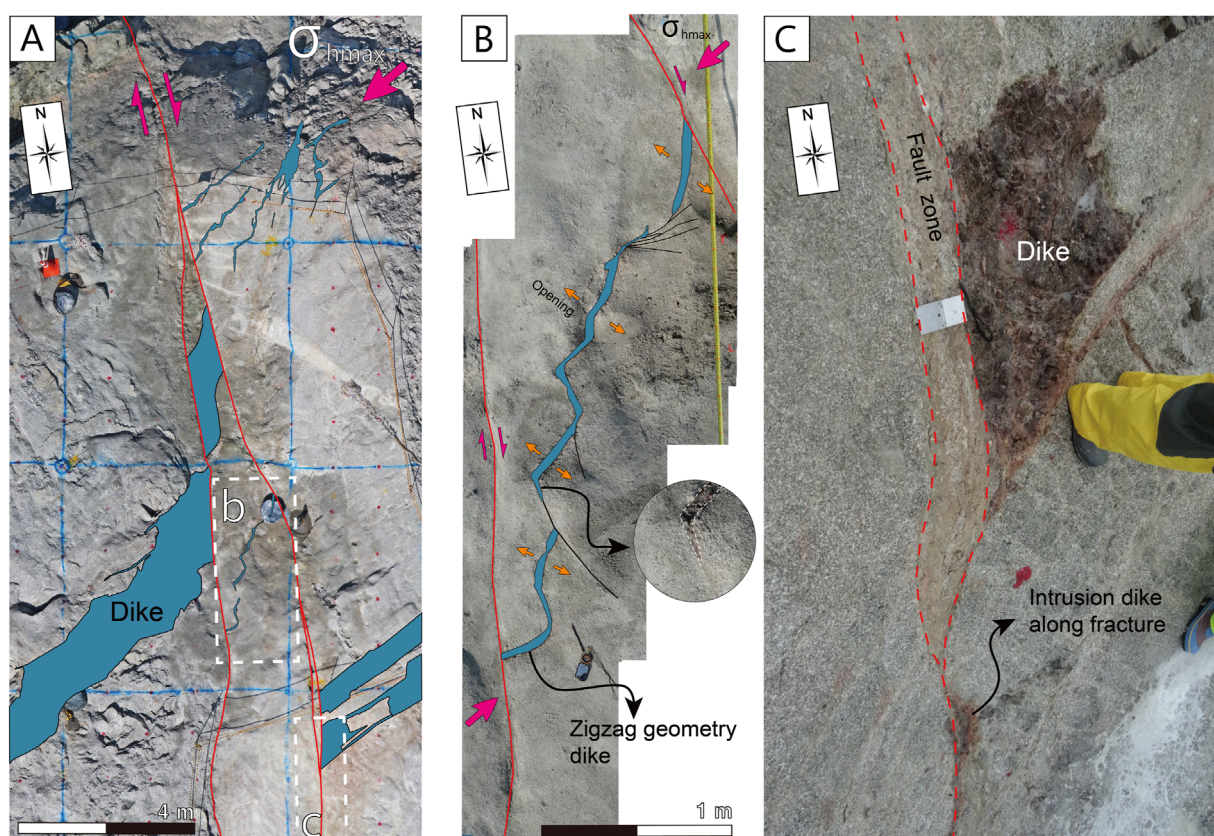 A
σhmax
N
b
Dike
4 m
c
B
σhmax
N
Opening
Zigzag geometry
dike
1 m
C
N
Fault zone
Dike
Intrusion dike
along fracture